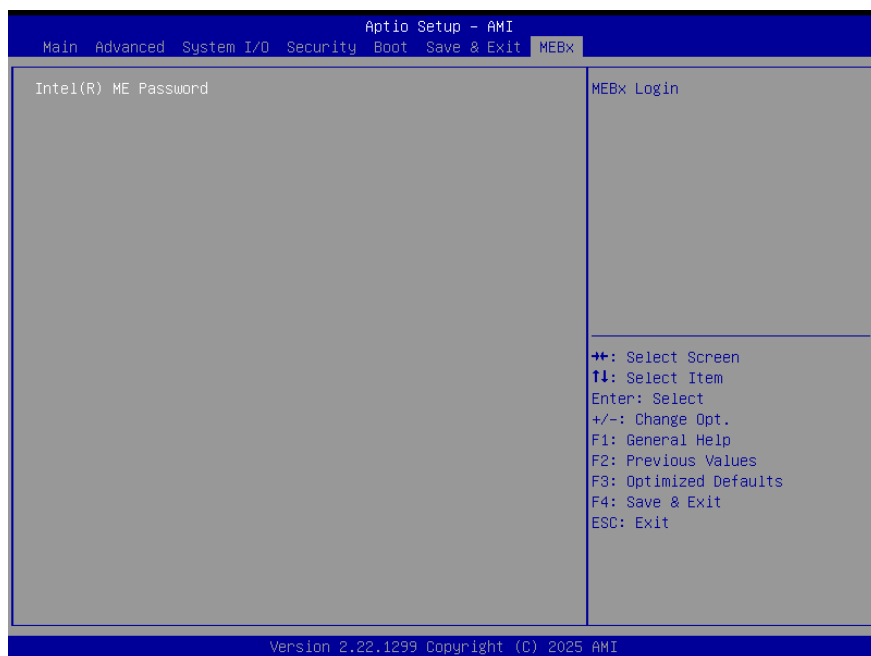 Aptio Setup – AMI
Main Advanced System I/O Security Boot Save & Exit MEBx
Intel(R) ME Password
MEBx Login
→←: Select Screen
↑↓: Select Item
Enter: Select
+/-: Change Opt.
F1: General Help
F2: Previous Values
F3: Optimized Defaults
F4: Save & Exit
ESC: Exit
Version 2.22.1299 Copyright (C) 2025 AMI